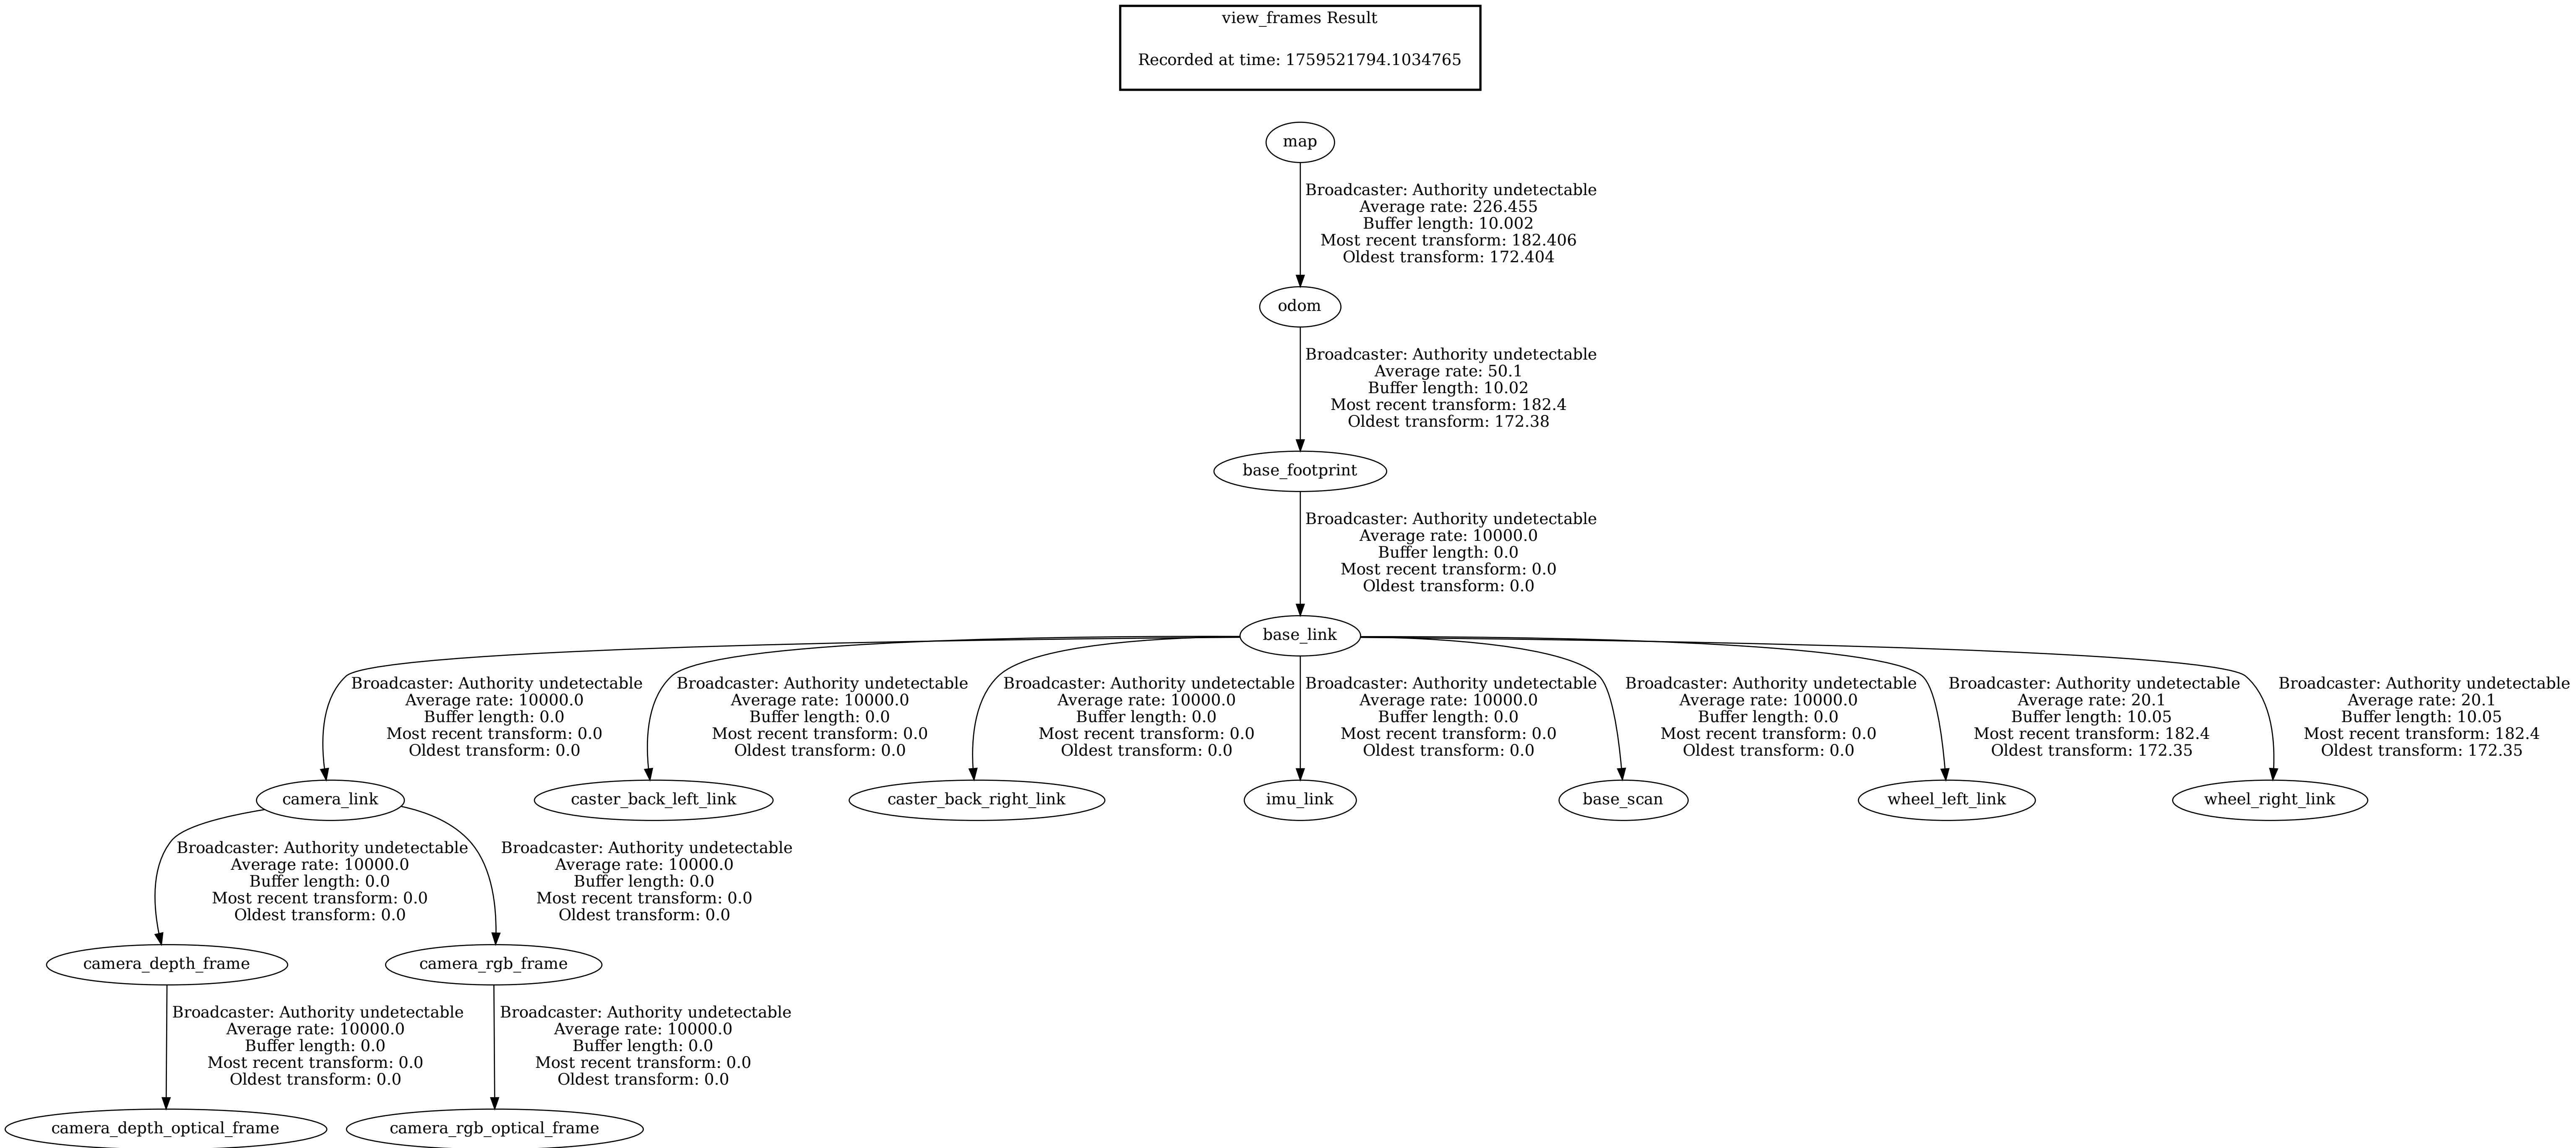 view_frames Result
Recorded at time: 1759521794.1034765
map
Broadcaster: Authority undetectable
Average rate: 226.455
Buffer length: 10.002
Most recent transform: 182.406
Oldest transform: 172.404
odom
Broadcaster: Authority undetectable
Average rate: 50.1
Buffer length: 10.02
Most recent transform: 182.4
Oldest transform: 172.38
base_footprint
Broadcaster: Authority undetectable
Average rate: 10000.0
Buffer length: 0.0
Most recent transform: 0.0
Oldest transform: 0.0
base_link
Broadcaster: Authority undetectable
Average rate: 10000.0
Buffer length: 0.0
Most recent transform: 0.0
Oldest transform: 0.0
Broadcaster: Authority undetectable
Average rate: 10000.0
Buffer length: 0.0
Most recent transform: 0.0
Oldest transform: 0.0
Broadcaster: Authority undetectable
Average rate: 10000.0
Buffer length: 0.0
Most recent transform: 0.0
Oldest transform: 0.0
Broadcaster: Authority undetectable
Average rate: 10000.0
Buffer length: 0.0
Most recent transform: 0.0
Oldest transform: 0.0
Broadcaster: Authority undetectable
Average rate: 10000.0
Buffer length: 0.0
Most recent transform: 0.0
Oldest transform: 0.0
Broadcaster: Authority undetectable
Average rate: 20.1
Buffer length: 10.05
Most recent transform: 182.4
Oldest transform: 172.35
Broadcaster: Authority undetectable
Average rate: 20.1
Buffer length: 10.05
Most recent transform: 182.4
Oldest transform: 172.35
camera_link
caster_back_left_link
caster_back_right_link
imu_link
base_scan
wheel_left_link
wheel_right_link
Broadcaster: Authority undetectable
Average rate: 10000.0
Buffer length: 0.0
Most recent transform: 0.0
Oldest transform: 0.0
Broadcaster: Authority undetectable
Average rate: 10000.0
Buffer length: 0.0
Most recent transform: 0.0
Oldest transform: 0.0
camera_depth_frame
camera_rgb_frame
Broadcaster: Authority undetectable
Average rate: 10000.0
Buffer length: 0.0
Most recent transform: 0.0
Oldest transform: 0.0
Broadcaster: Authority undetectable
Average rate: 10000.0
Buffer length: 0.0
Most recent transform: 0.0
Oldest transform: 0.0
camera_depth_optical_frame
camera_rgb_optical_frame